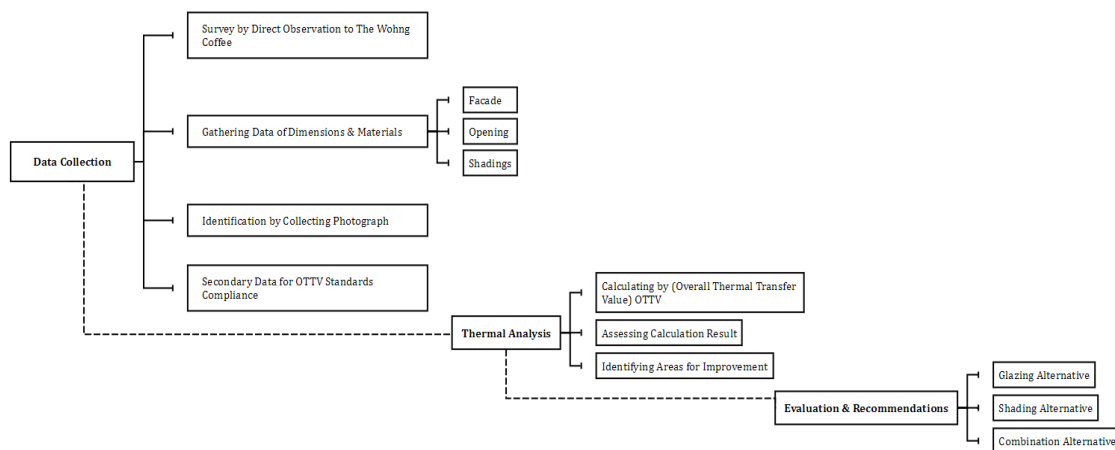 Survey by Direct Observation to The Wohng
Coffee
Gathering Data of Dimensions & Materials
Facade
Opening
Shadings
Data Collection
Identification by Collecting Photograph
Secondary Data for OTTV Standards
Compliance
Calculating by (Overall Thermal Transfer
Value) OTTV
Thermal Analysis
Assessing Calculation Result
Identifying Areas for Improvement
Glazing Alternative
Evaluation & Recommendations
Shading Alternative
Combination Alternative